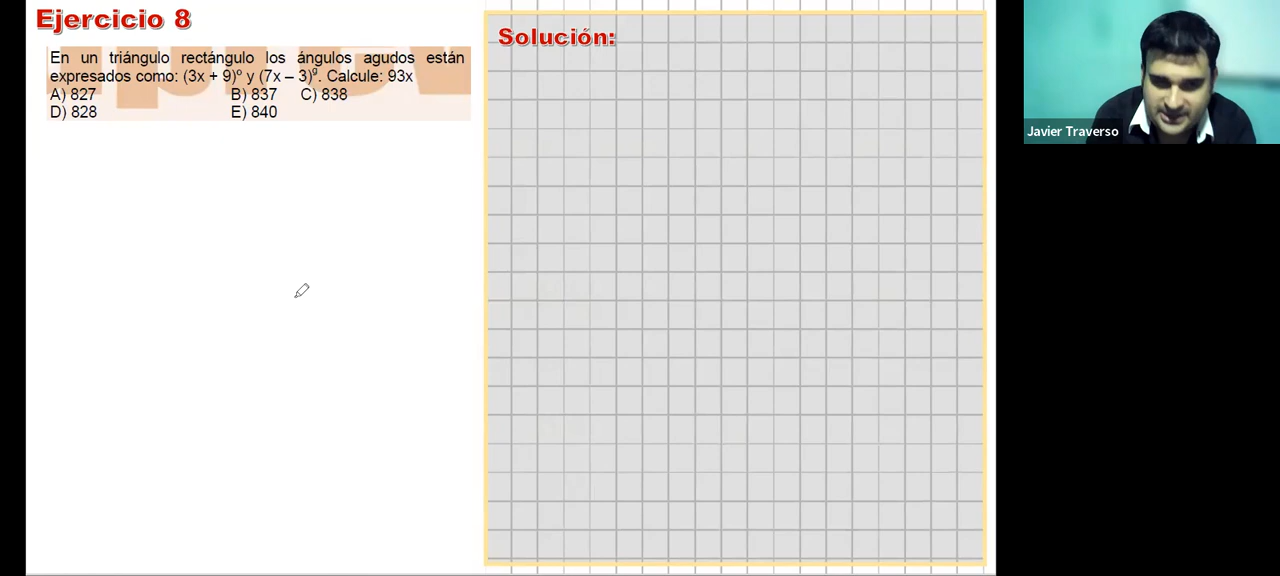 Ejercicio 8
En un triángulo rectángulo los ángulos agudos están
expresados como: (3x + 9)º y (7x – 3)ᵍ. Calcule: 93x
A) 827 B) 837 C) 838
D) 828 E) 840
Solución:
Javier Traverso